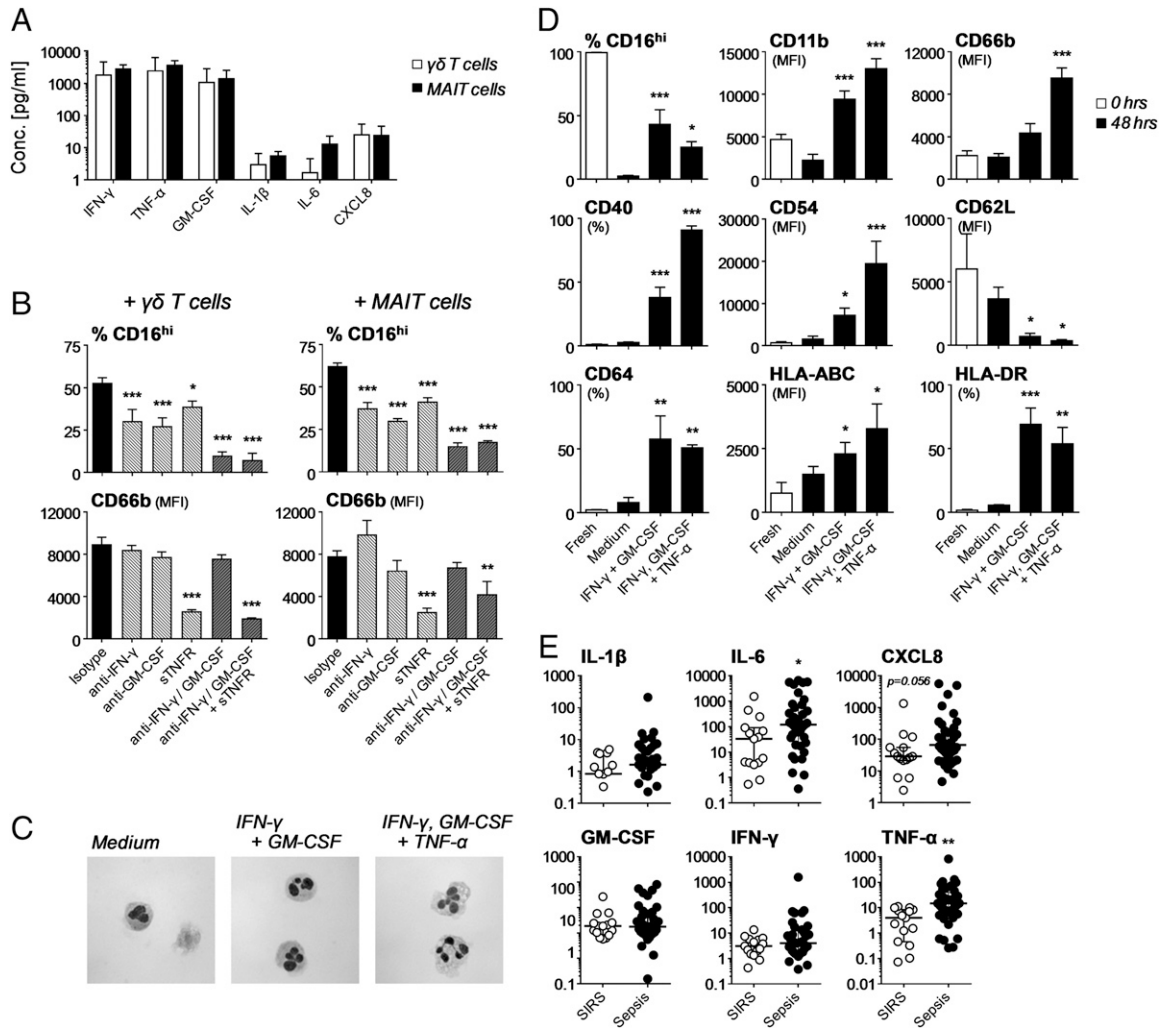 A
Conc. [pg/ml]
10000
1000
100
10
1
γδ T cells
MAIT cells
IFN-γ
TNF-α
GM-CSF
IL-1β
IL-6
CXCL8
B
+ γδ T cells
+ MAIT cells
% CD16hi
% CD16hi
75
50
25
0
*** *** * *** ***
75
50
25
0
*** *** *** *** ***
CD66b (MFI)
CD66b (MFI)
12000
8000
4000
0
*** ***
12000
8000
4000
0
*** **
Isotype
anti-IFN-γ
anti-GM-CSF
sTNFR
anti-IFN-γ / GM-CSF
anti-IFN-γ / GM-CSF
+ sTNFR
Isotype
anti-IFN-γ
anti-GM-CSF
sTNFR
anti-IFN-γ / GM-CSF
anti-IFN-γ / GM-CSF
+ sTNFR
C
Medium
IFN-γ
+ GM-CSF
IFN-γ, GM-CSF
+ TNF-α
D
% CD16hi
100
50
0
*** *
CD11b
(MFI)
15000
10000
5000
0
*** ***
CD66b
(MFI)
12000
8000
4000
0
***
0 hrs
48 hrs
CD40
(%)
100
50
0
*** ***
CD54
(MFI)
30000
20000
10000
0
* ***
CD62L
(MFI)
9000
6000
3000
0
* *
CD64
(%)
100
50
0
** **
HLA-ABC
(MFI)
5000
2500
0
* *
HLA-DR
(%)
100
50
0
*** **
Fresh
Medium
IFN-γ + GM-CSF
IFN-γ, GM-CSF
+ TNF-α
Fresh
Medium
IFN-γ + GM-CSF
IFN-γ, GM-CSF
+ TNF-α
Fresh
Medium
IFN-γ + GM-CSF
IFN-γ, GM-CSF
+ TNF-α
E
IL-1β
1000
100
10
1
0.1
IL-6
*
10000
1000
100
10
1
0.1
CXCL8
p=0.056
10000
1000
100
10
1
GM-CSF
1000
100
10
1
0.1
IFN-γ
10000
1000
100
10
1
0.1
TNF-α
**
1000
100
10
1
0.1
0.01
SIRS
Sepsis
SIRS
Sepsis
SIRS
Sepsis